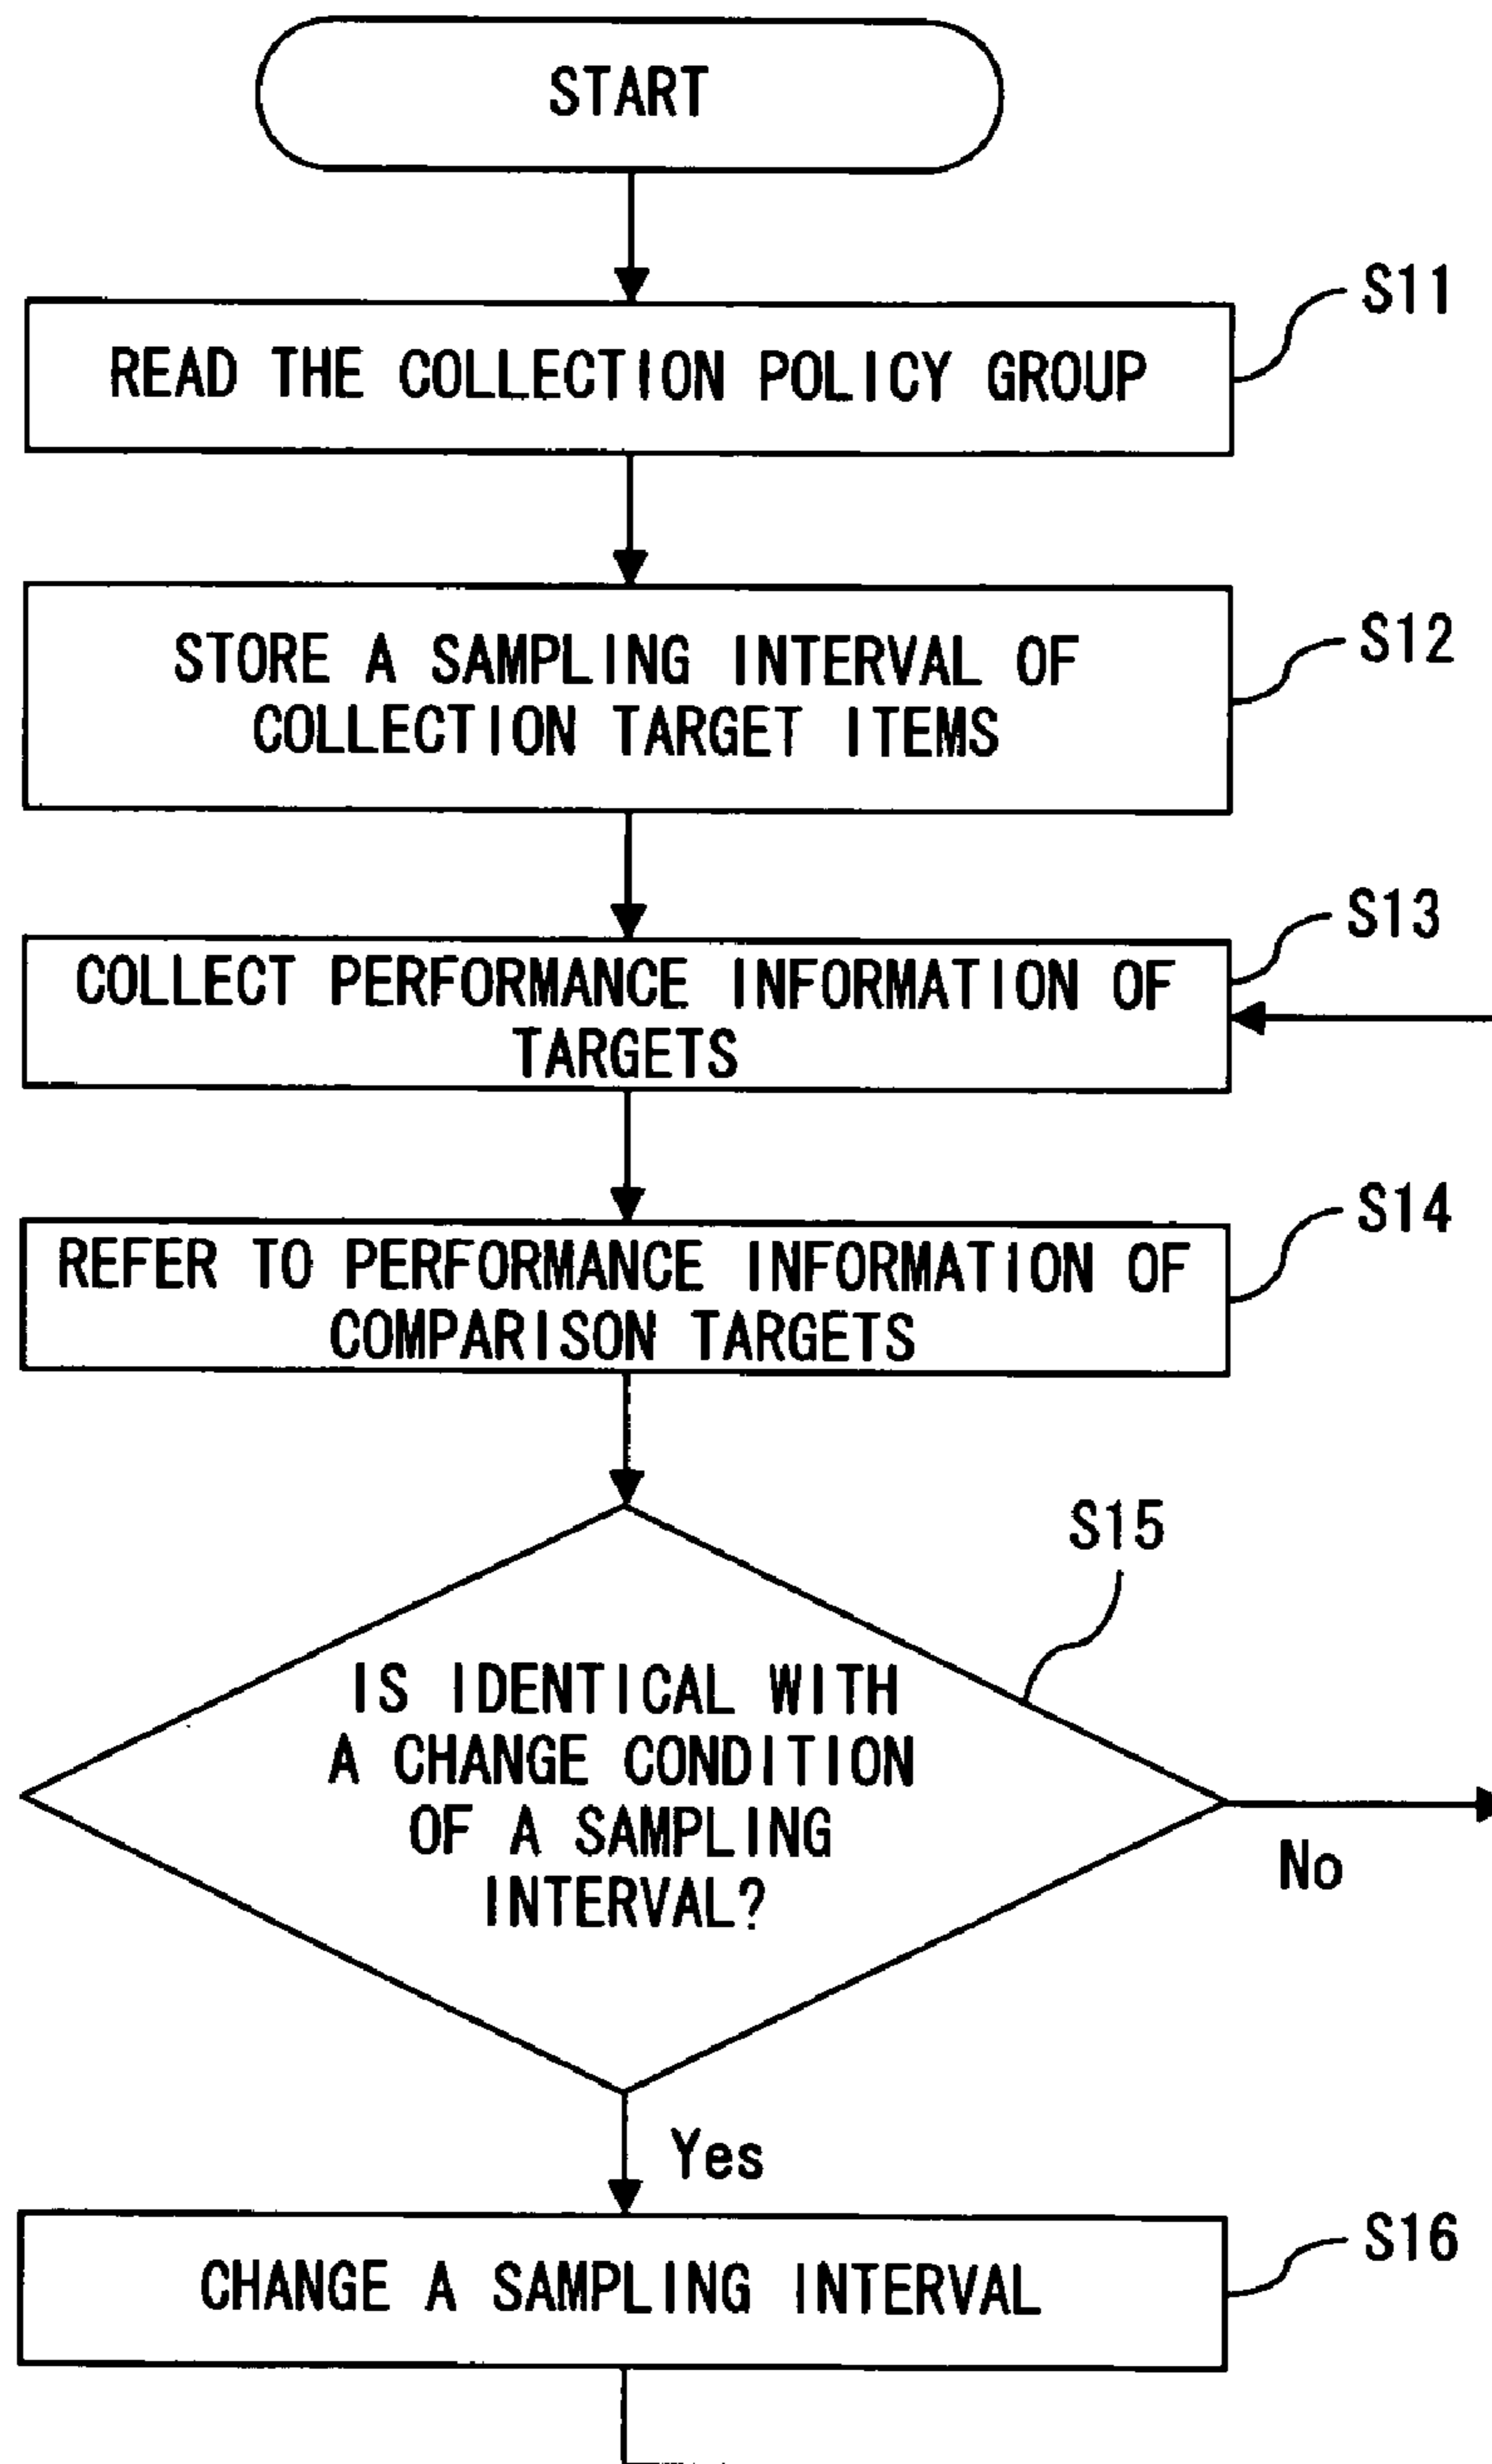 START
S11
READ THE COLLECTION POLICY GROUP
S12
STORE A SAMPLING INTERVAL OF
COLLECTION TARGET ITEMS
S13
COLLECT PERFORMANCE INFORMATION OF
TARGETS
S14
REFER TO PERFORMANCE INFORMATION OF
COMPARISON TARGETS
S15
IS IDENTICAL WITH
A CHANGE CONDITION
OF A SAMPLING
INTERVAL?
No
Yes
S16
CHANGE A SAMPLING INTERVAL